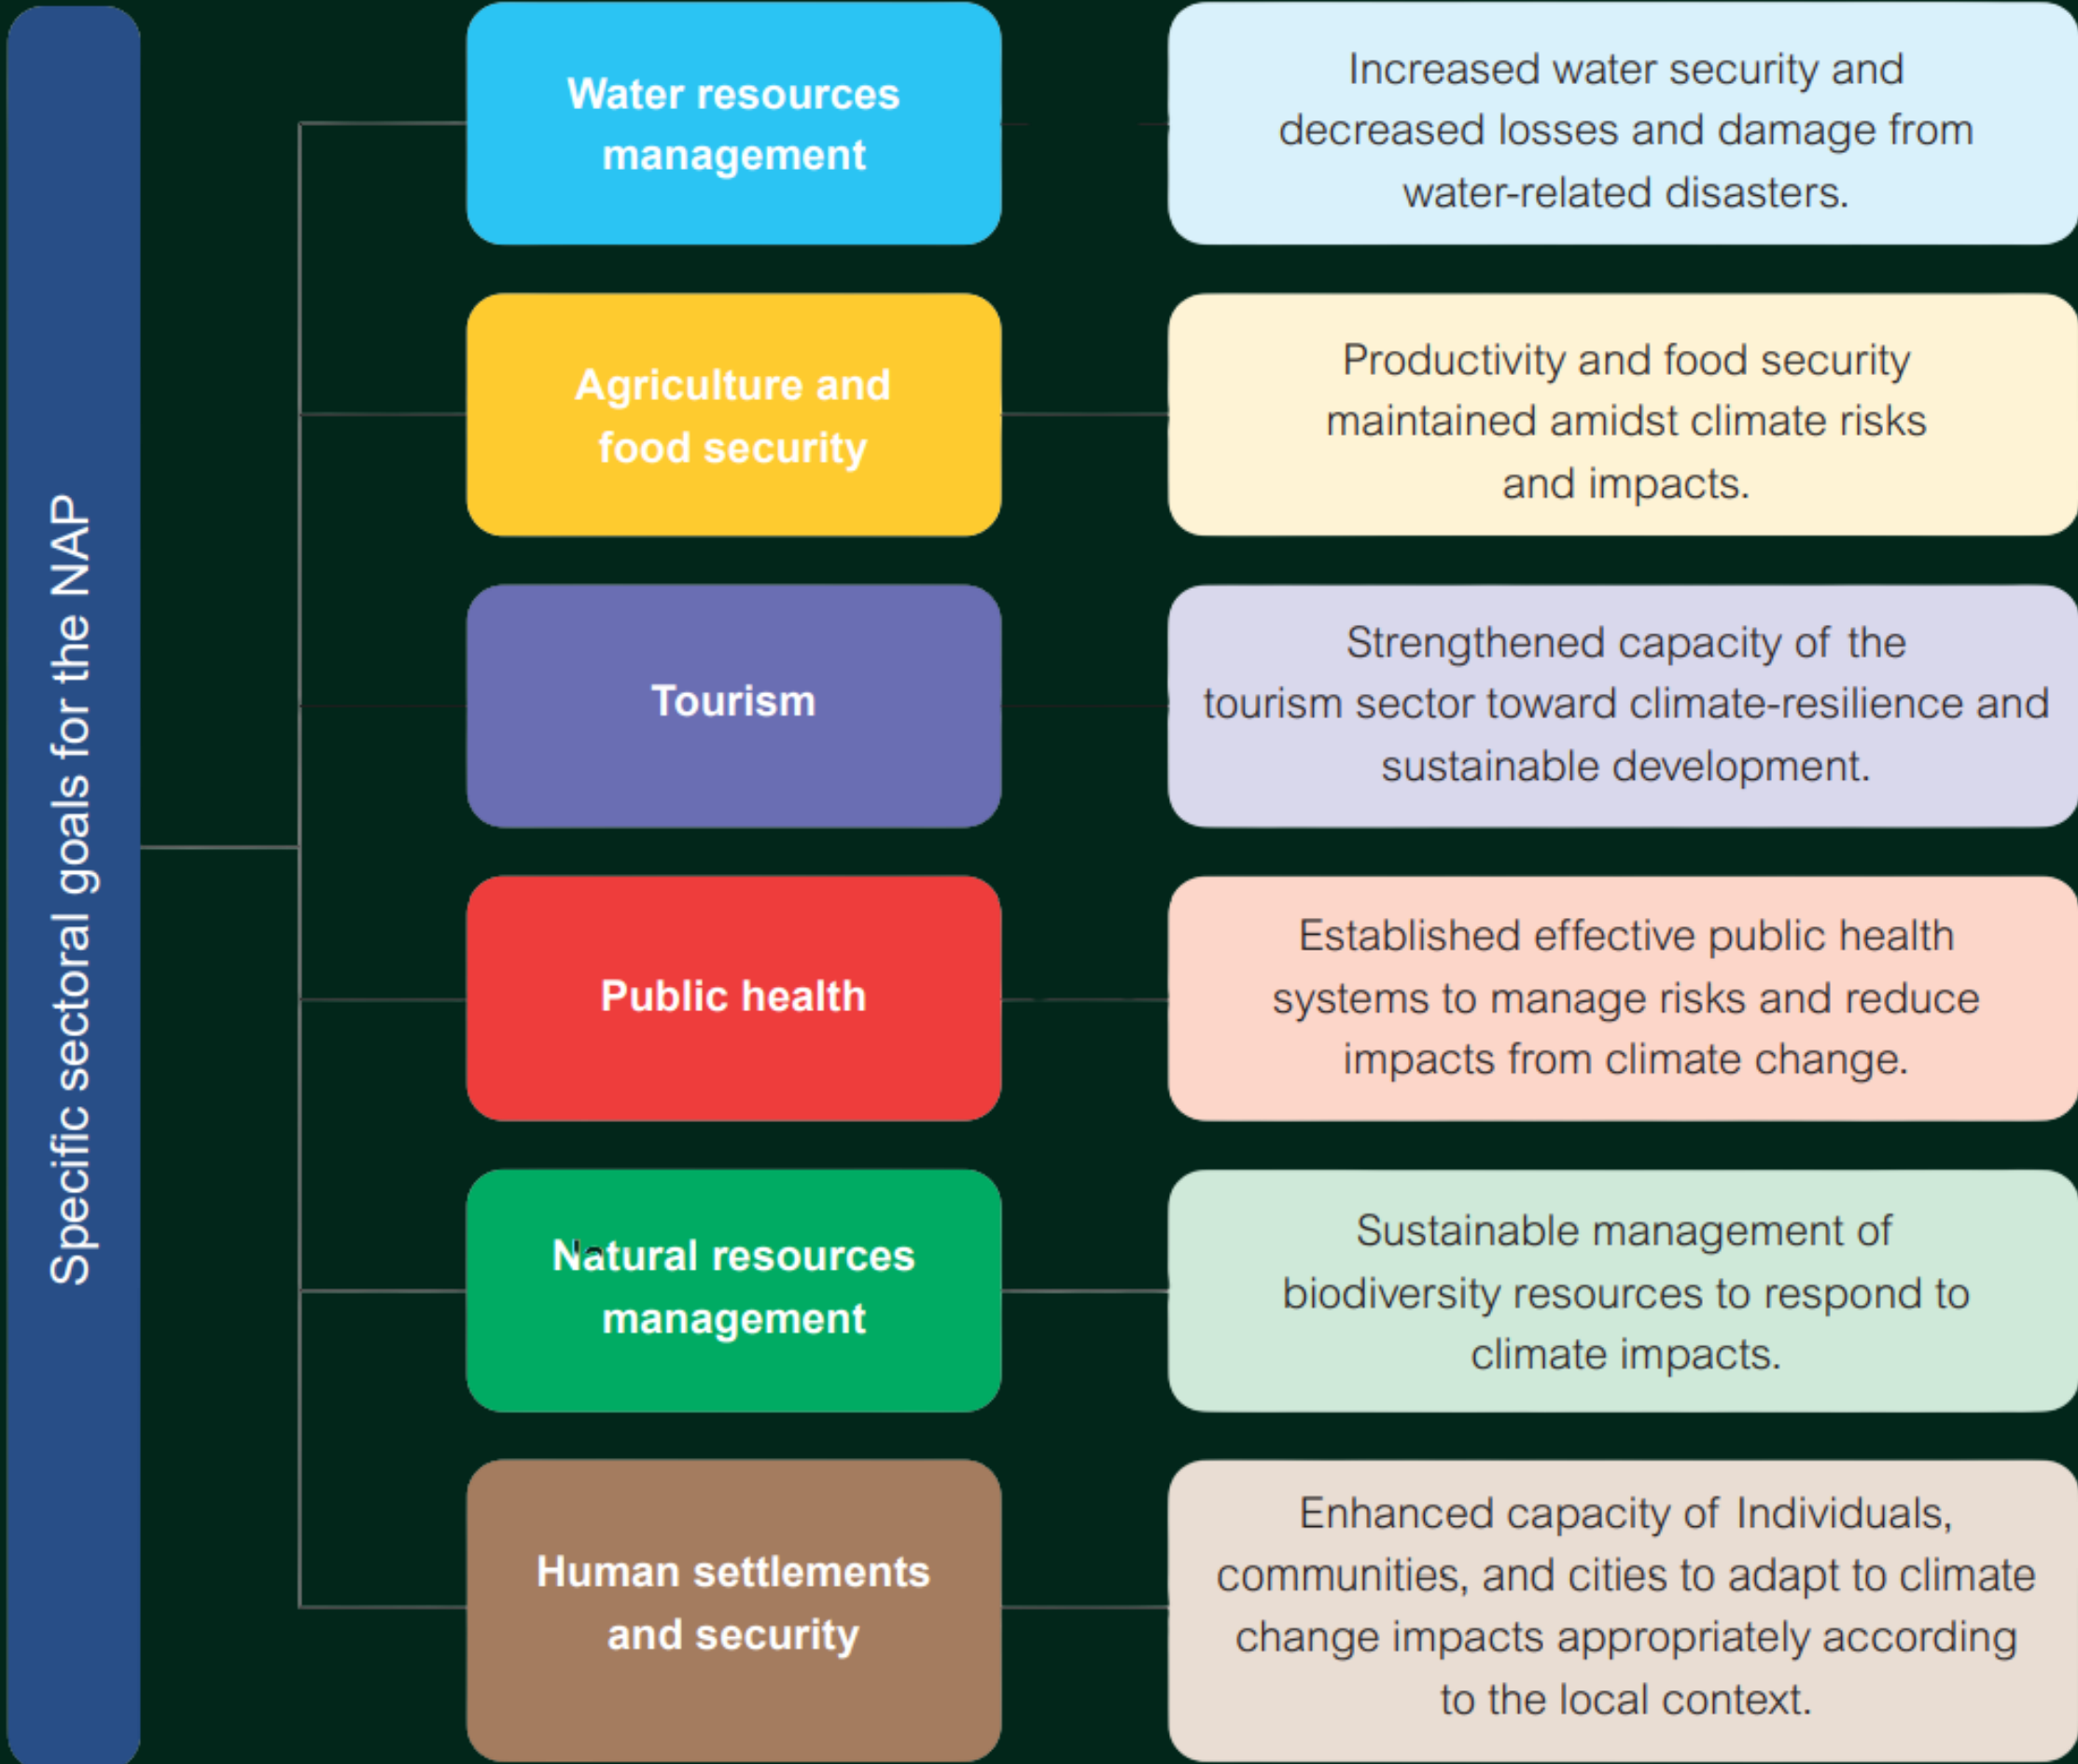 Specific sectoral goals for the NAP
Water resources
management
Increased water security and
decreased losses and damage from
water-related disasters.
Agriculture and
food security
Productivity and food security
maintained amidst climate risks
and impacts.
Tourism
Strengthened capacity of the
tourism sector toward climate-resilience and
sustainable development.
Public health
Established effective public health
systems to manage risks and reduce
impacts from climate change.
Natural resources
management
Sustainable management of
biodiversity resources to respond to
climate impacts.
Human settlements
and security
Enhanced capacity of Individuals,
communities, and cities to adapt to climate
change impacts appropriately according
to the local context.